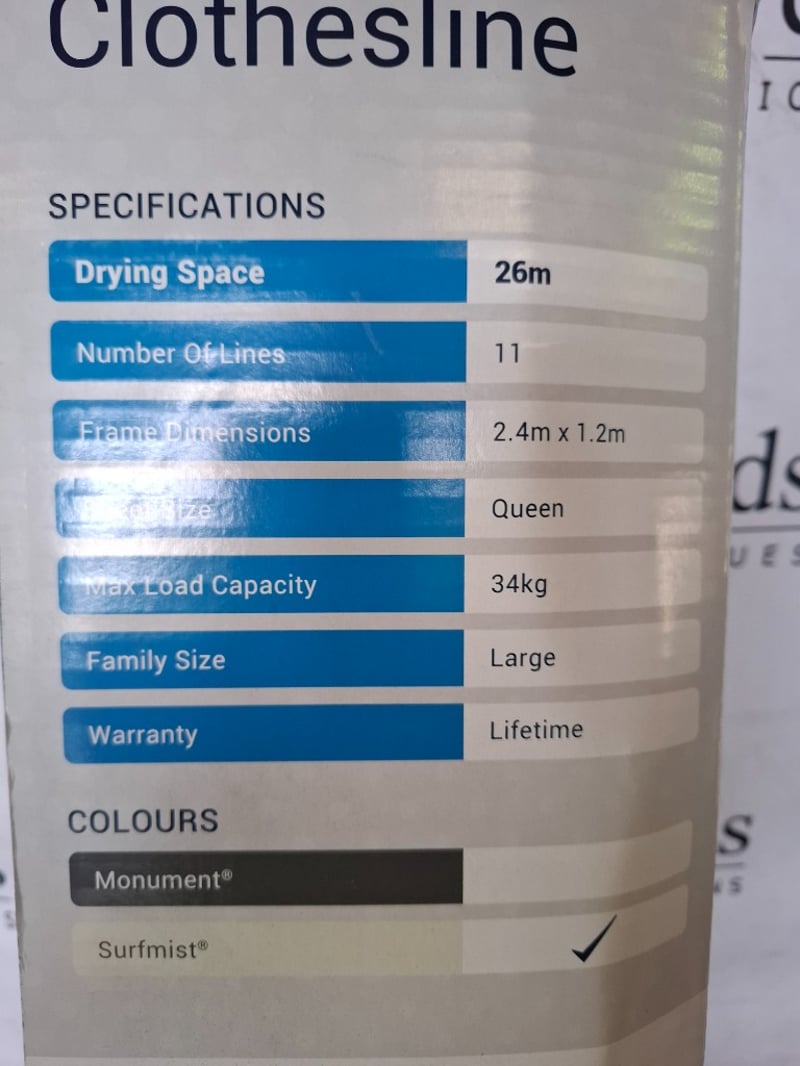 Clothesline
SPECIFICATIONS
Drying Space 26m
Number Of Lines 11
Frame Dimensions 2.4m x 1.2m
Size Queen
Max Load Capacity 34kg
Family Size Large
Warranty Lifetime
COLOURS
Monument®
Surfmist® ✓